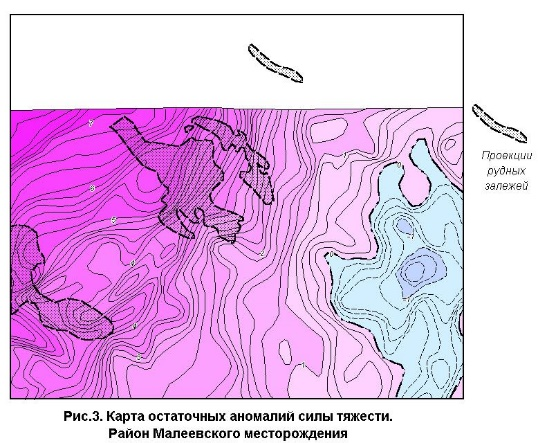 Проекции
рудных
залежей
Рис.3. Карта остаточных аномалий силы тяжести.
Район Малеевского месторождения